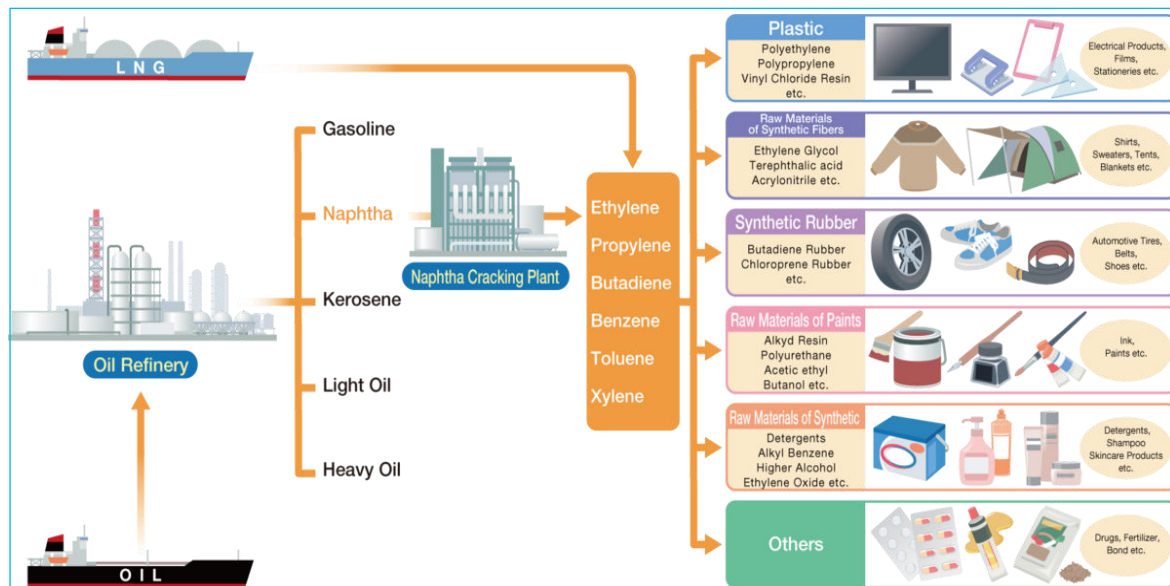 LNG
Gasoline
Naphtha
Kerosene
Light Oil
Heavy Oil
Oil Refinery
OIL
Naphtha Cracking Plant
Ethylene
Propylene
Butadiene
Benzene
Toluene
Xylene
Plastic
Polyethylene
Polypropylene
Vinyl Chloride Resin
etc.
Electrical Products,
Films,
Stationeries etc.
Raw Materials
of Synthetic Fibers
Ethylene Glycol
Terephthalic acid
Acrylonitrile etc.
Shirts,
Sweaters, Tents,
Blankets etc.
Synthetic Rubber
Butadiene Rubber
Chloroprene Rubber
etc.
Automotive Tires,
Belts,
Shoes etc.
Raw Materials of Paints
Alkyd Resin
Polyurethane
Acetic ethyl
Butanol etc.
Ink,
Paints etc.
Raw Materials of Synthetic
Detergents
Alkyl Benzene
Higher Alcohol
Ethylene Oxide etc.
Detergents,
Shampoo
Skincare Products
etc.
Others
Drugs, Fertilizer,
Bond etc.